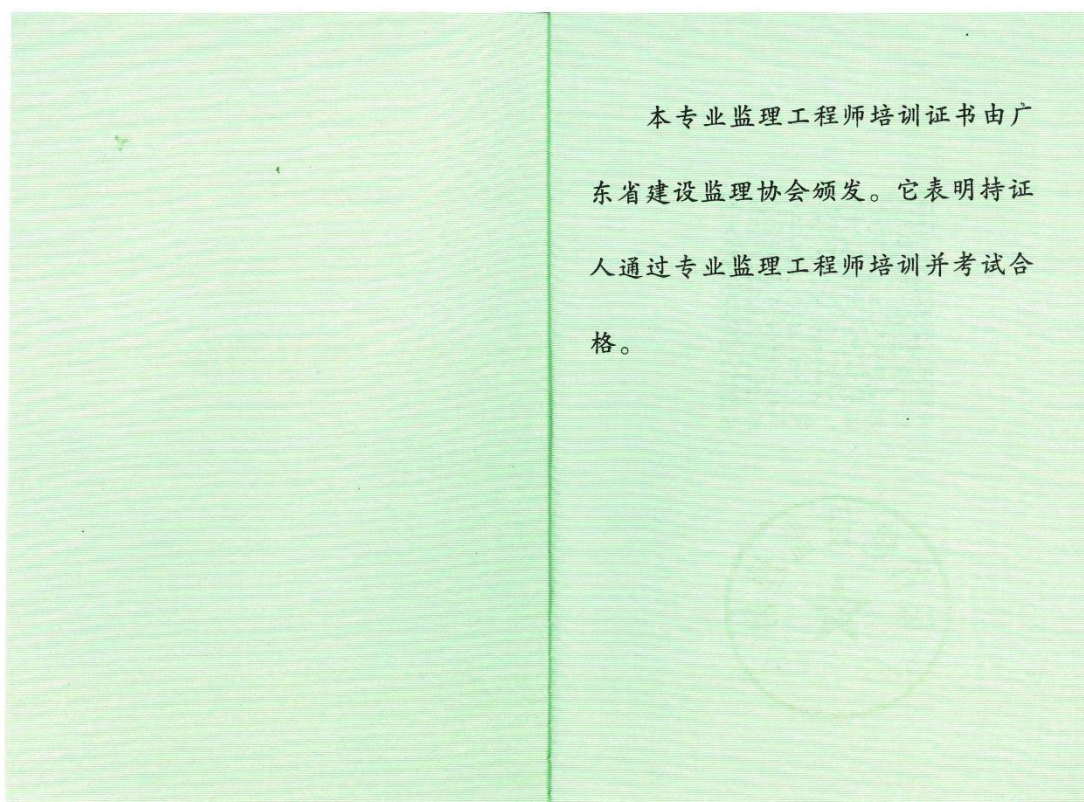 本专业监理工程师培训证书由广
东省建设监理协会颁发。它表明持证
人通过专业监理工程师培训并考试合
格。